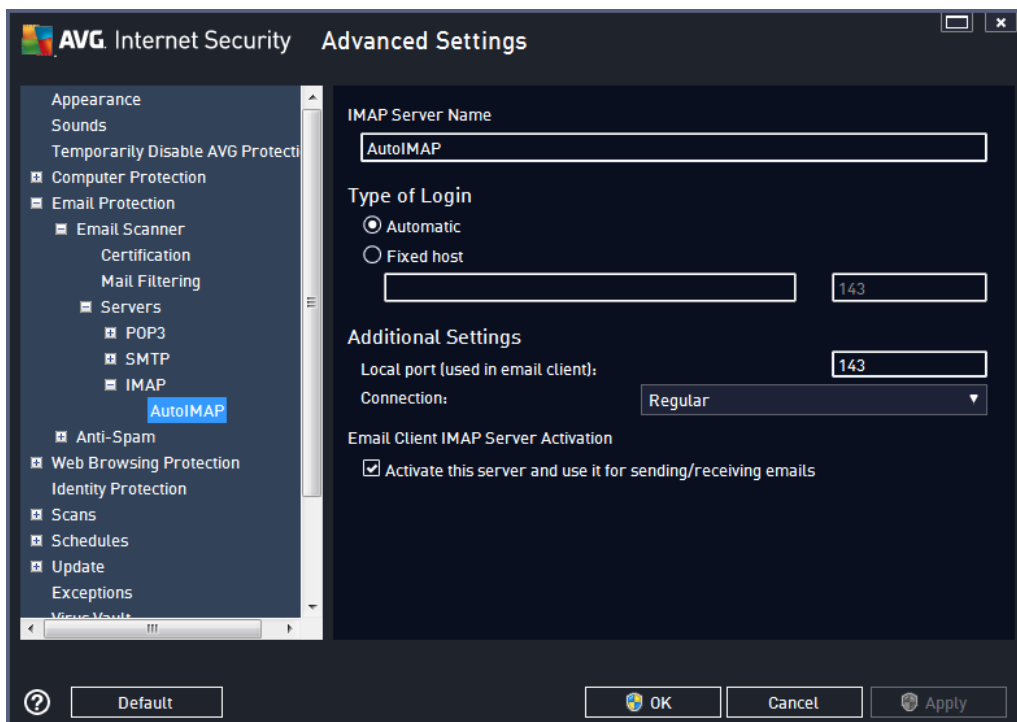 AVG. Internet Security Advanced Settings
Appearance
Sounds
Temporarily Disable AVG Protecti
Computer Protection
Email Protection
Email Scanner
Certification
Mail Filtering
Servers
POP3
SMTP
IMAP
AutoIMAP
Anti-Spam
Web Browsing Protection
Identity Protection
Scans
Schedules
Update
Exceptions
Virus Vault
IMAP Server Name
AutoIMAP
Type of Login
Automatic
Fixed host
143
Additional Settings
Local port (used in email client):
143
Connection:
Regular
Email Client IMAP Server Activation
Activate this server and use it for sending/receiving emails
? Default OK Cancel Apply